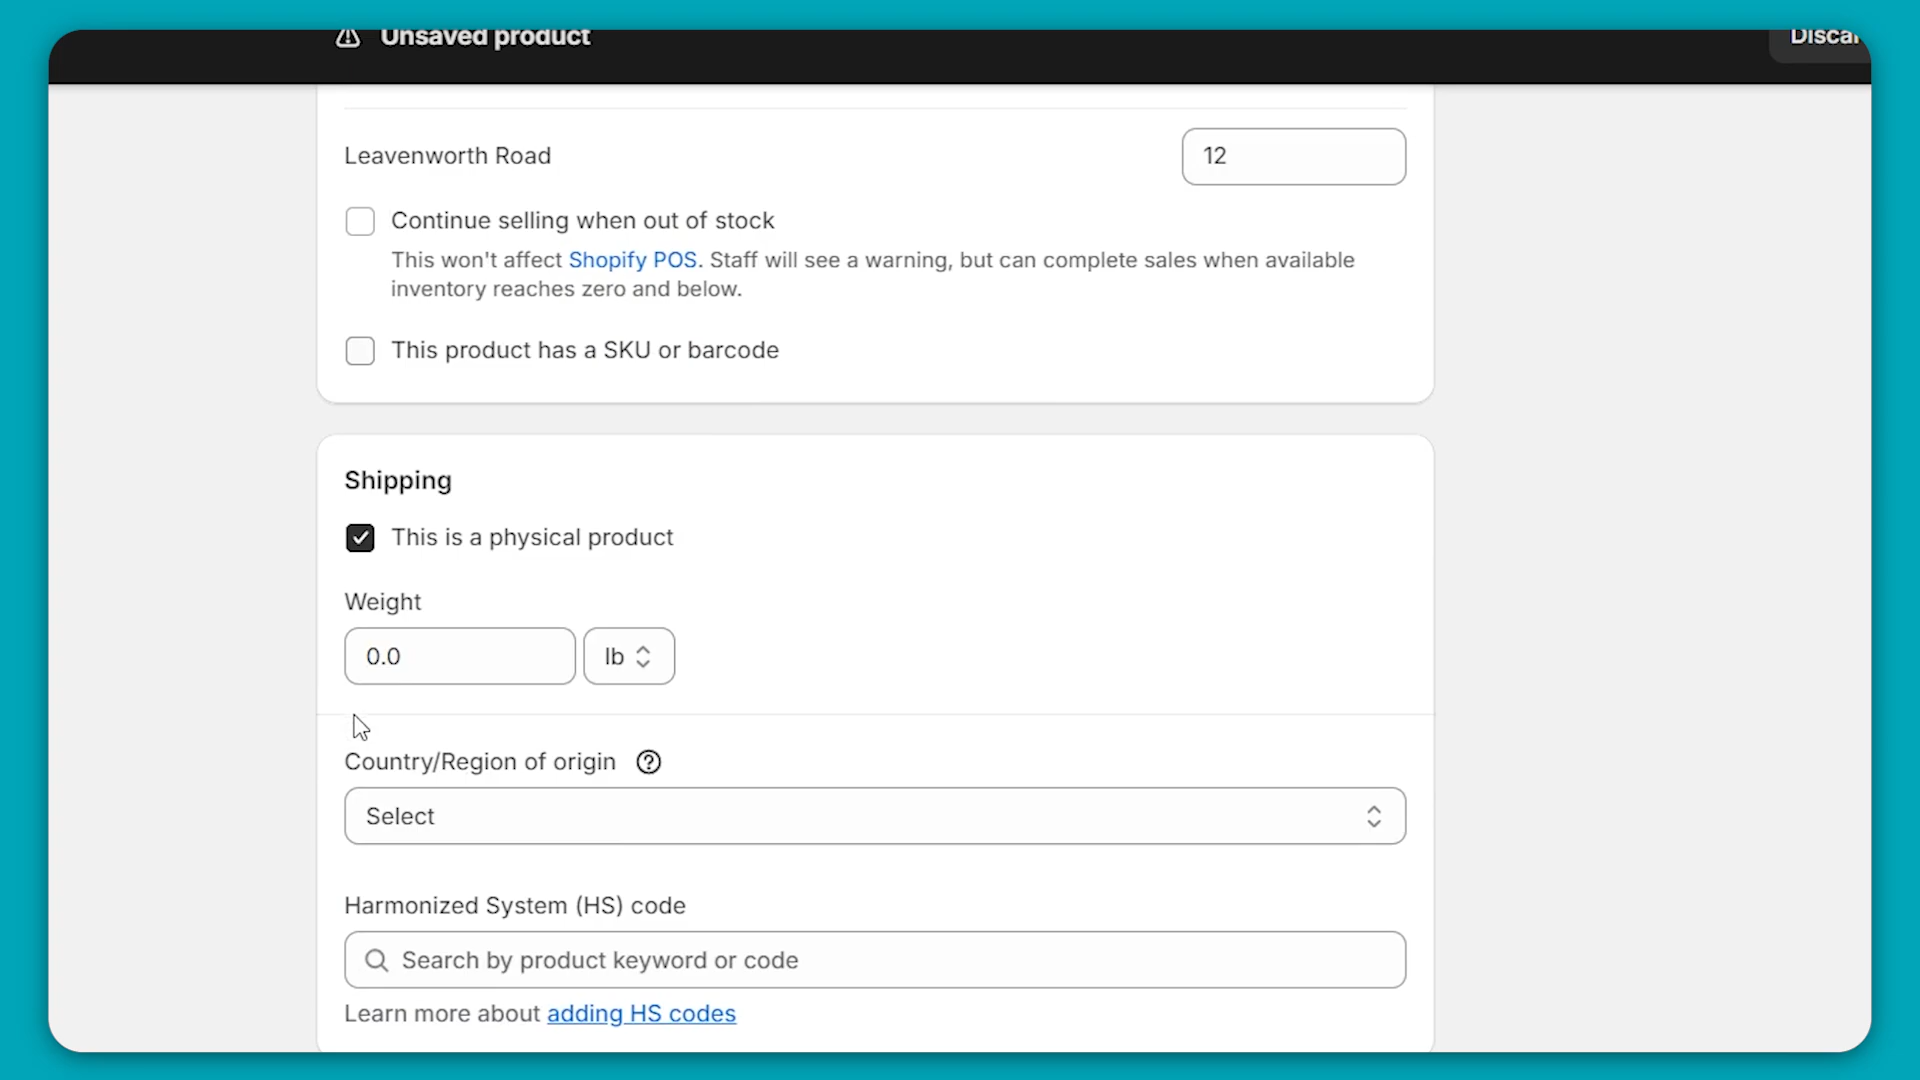 Unsaved product
Leavenworth Road
12
Continue selling when out of stock
This won't affect Shopify POS. Staff will see a warning, but can complete sales when available
inventory reaches zero and below.
This product has a SKU or barcode
Shipping
This is a physical product
Weight
0.0
lb
Country/Region of origin
Select
Harmonized System (HS) code
Search by product keyword or code
Learn more about adding HS codes